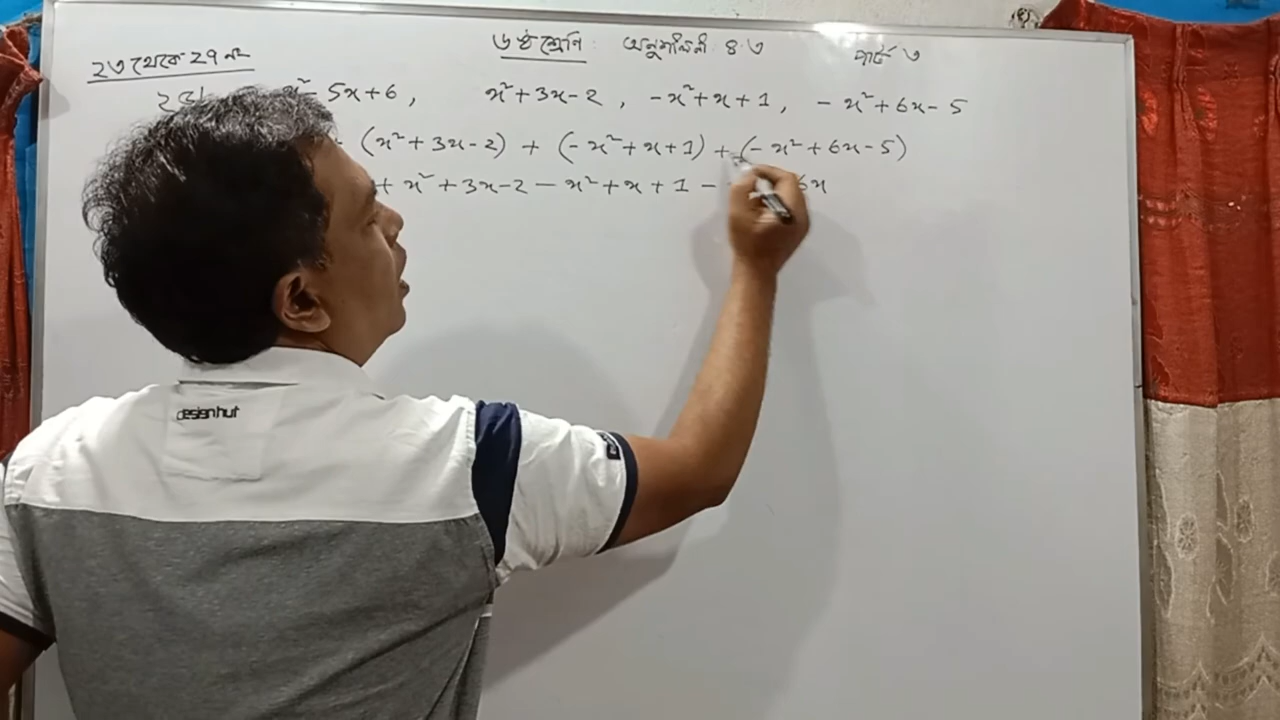 ৬ষ্ঠ শ্রেণি : অনুশীলনী ৪.৩ পার্ট ৩
২৩ থেকে ২৭ নং
x² - 5x + 6 , x² + 3x - 2 , - x² + x + 1 , - x² + 6x - 5
(x² + 3x - 2) + (- x² + x + 1) + (- x² + 6x - 5)
+ x² + 3x - 2 - x² + x + 1 - 6x
designhut